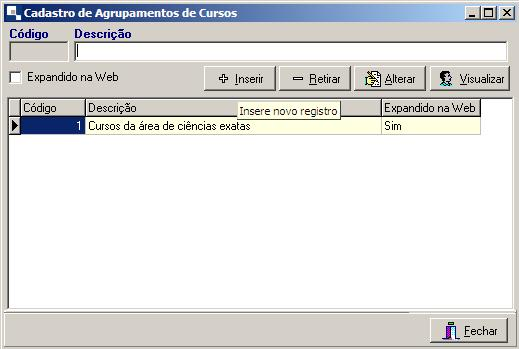 Cadastro de Agrupamentos de Cursos
Código Descrição
Expandido na Web Inserir Retirar Alterar Visualizar
Código Descrição Expandido na Web
Insere novo registro
1 Cursos da área de ciências exatas Sim
Fechar